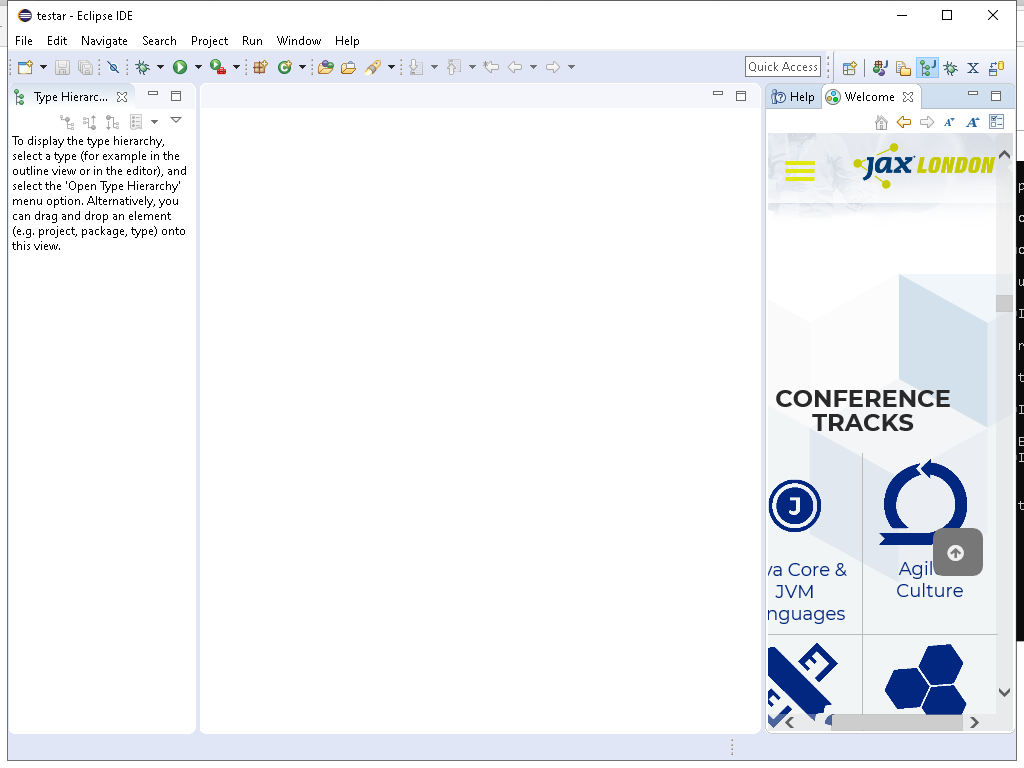 testar - Eclipse IDE
File Edit Navigate Search Project Run Window Help
Quick Access
Type Hierarc...
Help Welcome
To display the type hierarchy,
select a type (for example in the
outline view or in the editor), and
select the 'Open Type Hierarchy'
menu option. Alternatively, you
can drag and drop an element
(e.g. project, package, type) onto
this view.
JAX LONDON
CONFERENCE
TRACKS
J
va Core &
JVM
nguages
Agil
Culture